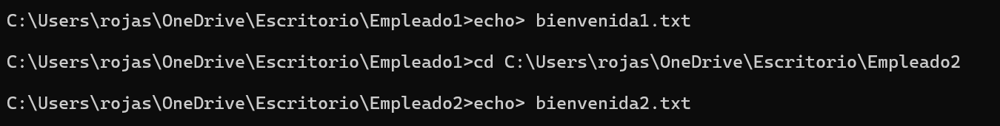 C:\Users\rojas\OneDrive\Escritorio\Empleado1>echo> bienvenida1.txt
C:\Users\rojas\OneDrive\Escritorio\Empleado1>cd C:\Users\rojas\OneDrive\Escritorio\Empleado2
C:\Users\rojas\OneDrive\Escritorio\Empleado2>echo> bienvenida2.txt